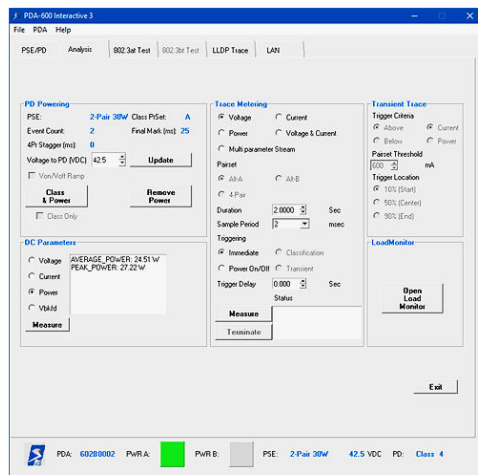 PDA-600 Interactive 3
File PDA Help
PSE/PD Analysis 802.3at Test 802.3bt Test LLDP Trace LAN
PD Powering
PSE: 2-Pair 30W Class PrSet: A
Event Count: 2 Final Mark (ms): 25
4Pr Stagger (ms): 0
Voltage to PD (VDC) 42.5 Update
Von/Voff Ramp
Class & Power
Remove Power
Class Only
DC Parameters
Voltage
Current
Power
Vbkfd
AVERAGE_POWER: 24.51 W
PEAK_POWER: 27.22 W
Measure
Trace Metering
Voltage Current
Power Voltage & Current
Multi parameter Stream
Pairset
Alt-A Alt-B
4-Pair
Duration 2.0000 Sec
Sample Period 2 msec
Triggering
Immediate Classification
Power On/Off Transient
Trigger Delay 0.000 Sec
Status
Measure
Terminate
Transient Trace
Trigger Criteria
Above Current
Below Power
Pairset Threshold
600 mA
Trigger Location
10% (Start)
50% (Center)
90% (End)
LoadMonitor
Open Load Monitor
Exit
PDA: 602B0002 PWR A: PWR B: PSE: 2-Pair 30W 42.5 VDC PD: Class 4